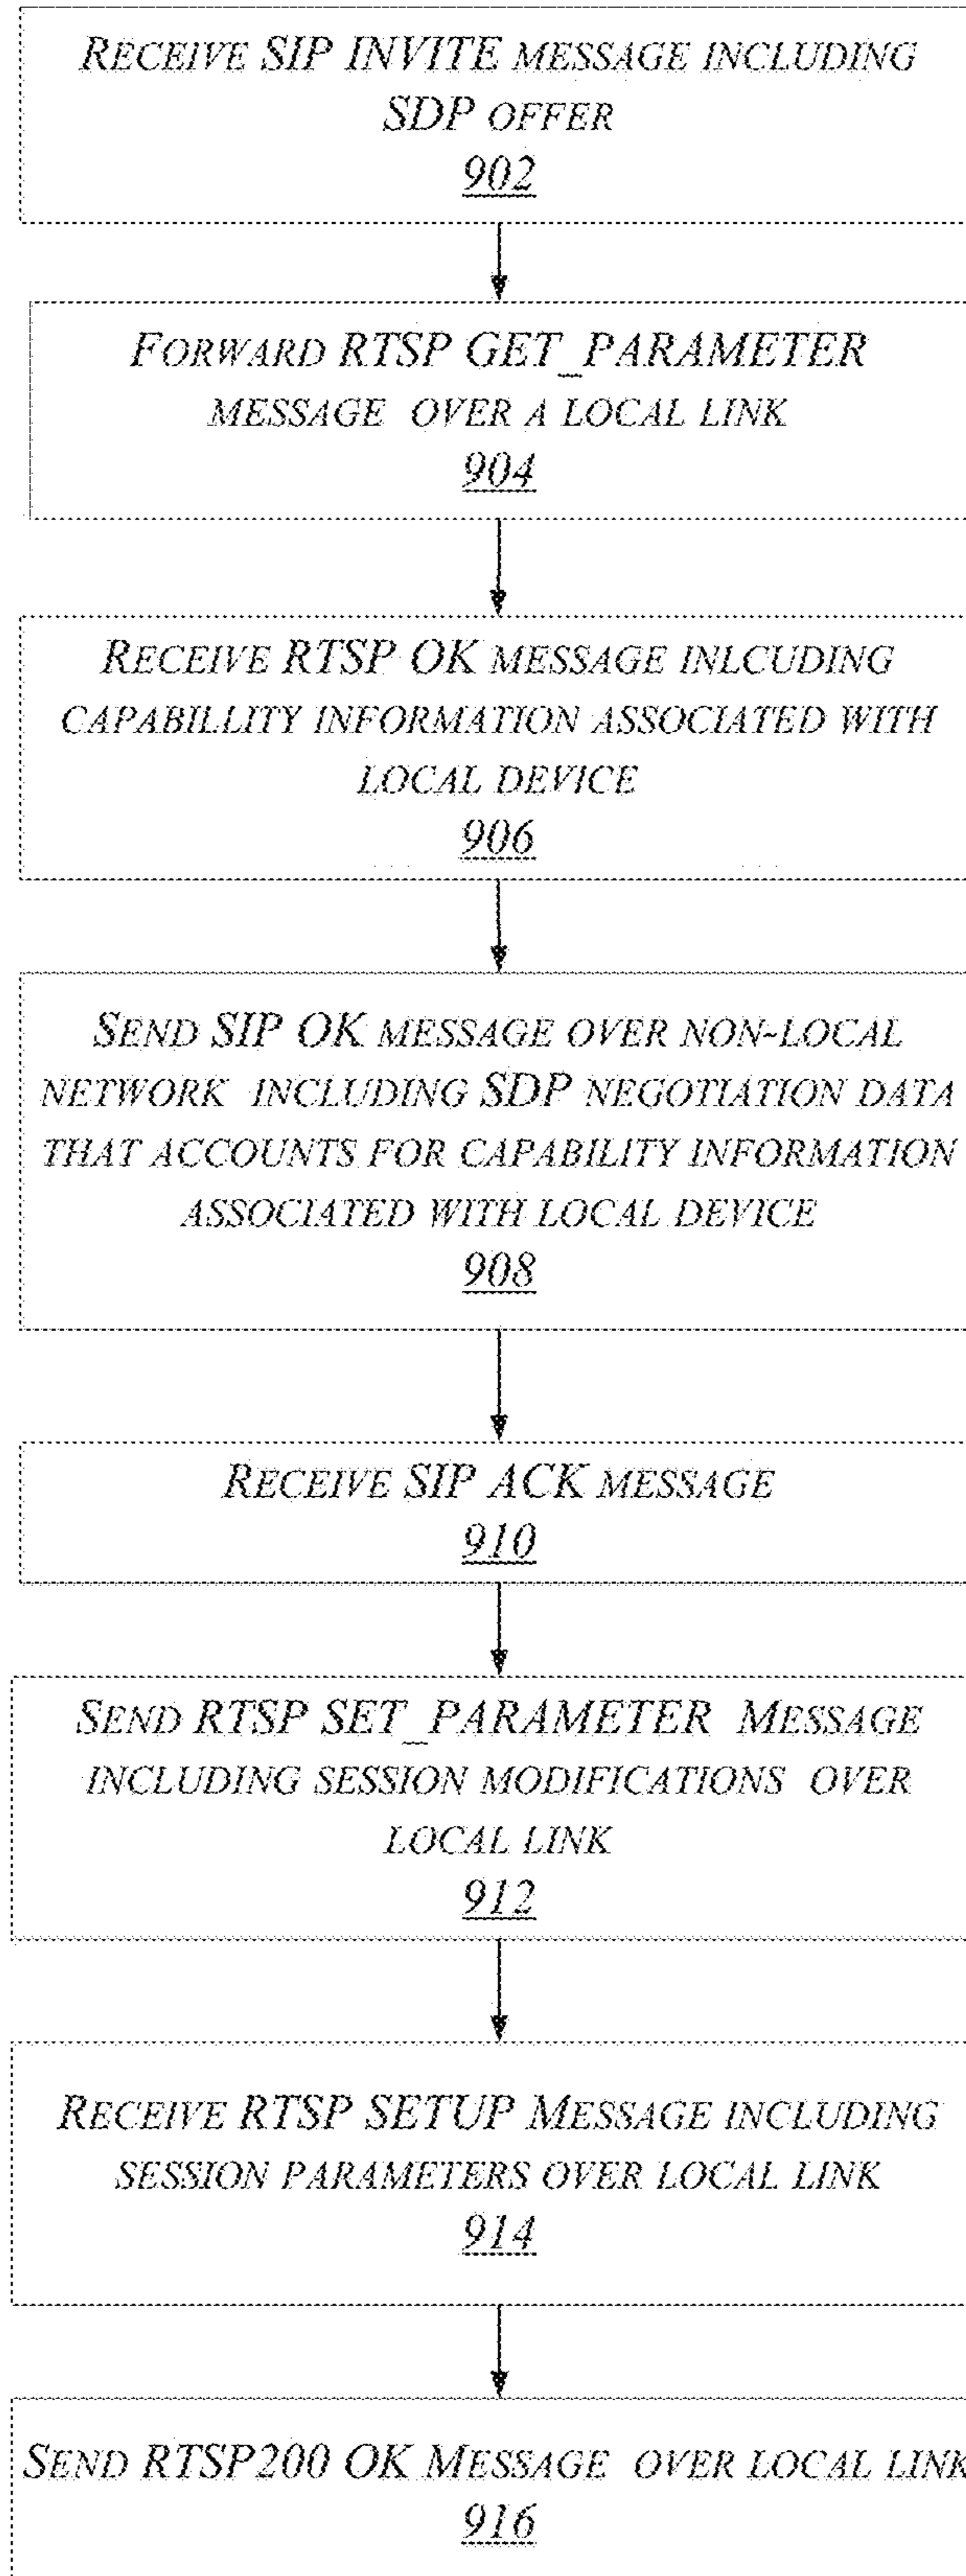 RECEIVE SIP INVITE MESSAGE INCLUDING
SDP OFFER
902
FORWARD RTSP GET_PARAMETER
MESSAGE OVER A LOCAL LINK
904
RECEIVE RTSP OK MESSAGE INLCUDING
CAPABILLITY INFORMATION ASSOCIATED WITH
LOCAL DEVICE
906
SEND SIP OK MESSAGE OVER NON-LOCAL
NETWORK INCLUDING SDP NEGOTIATION DATA
THAT ACCOUNTS FOR CAPABILITY INFORMATION
ASSOCIATED WITH LOCAL DEVICE
908
RECEIVE SIP ACK MESSAGE
910
SEND RTSP SET_PARAMETER MESSAGE
INCLUDING SESSION MODIFICATIONS OVER
LOCAL LINK
912
RECEIVE RTSP SETUP MESSAGE INCLUDING
SESSION PARAMETERS OVER LOCAL LINK
914
SEND RTSP200 OK MESSAGE OVER LOCAL LINK
916